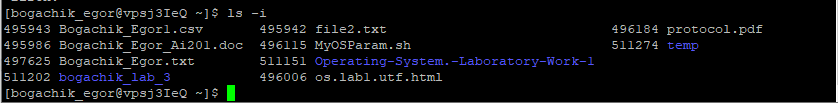 [bogachik_egor@vpsj3IeQ ~]$ ls -i
495943 Bogachik_Egor1.csv 495942 file2.txt 496184 protocol.pdf
495986 Bogachik_Egor_Ai201.doc 496115 MyOSParam.sh 511274 temp
497625 Bogachik_Egor.txt 511151 Operating-System.-Laboratory-Work-1
511202 bogachik_lab_3 496006 os.lab1.utf.html
[bogachik_egor@vpsj3IeQ ~]$